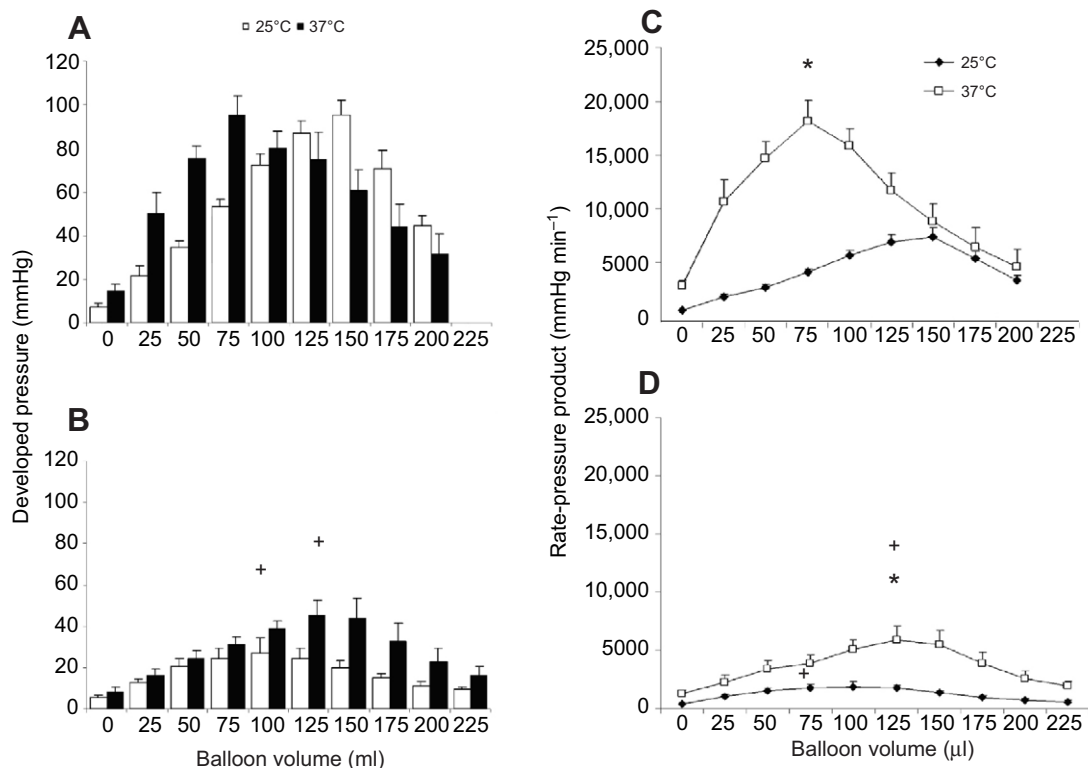 A
25°C 37°C
120
100
80
60
40
20
0
0 25 50 75 100 125 150 175 200 225
B
120
100
80
60
40
20
0
+
+
0 25 50 75 100 125 150 175 200 225
Developed pressure (mmHg)
Balloon volume (ml)
C
25,000
20,000
15,000
10,000
5000
0
*
25°C
37°C
0 25 50 75 100 125 150 175 200 225
D
25,000
20,000
15,000
10,000
5000
0
+
*
+
0 25 50 75 100 125 150 175 200 225
Rate-pressure product (mmHg min⁻¹)
Balloon volume (μl)